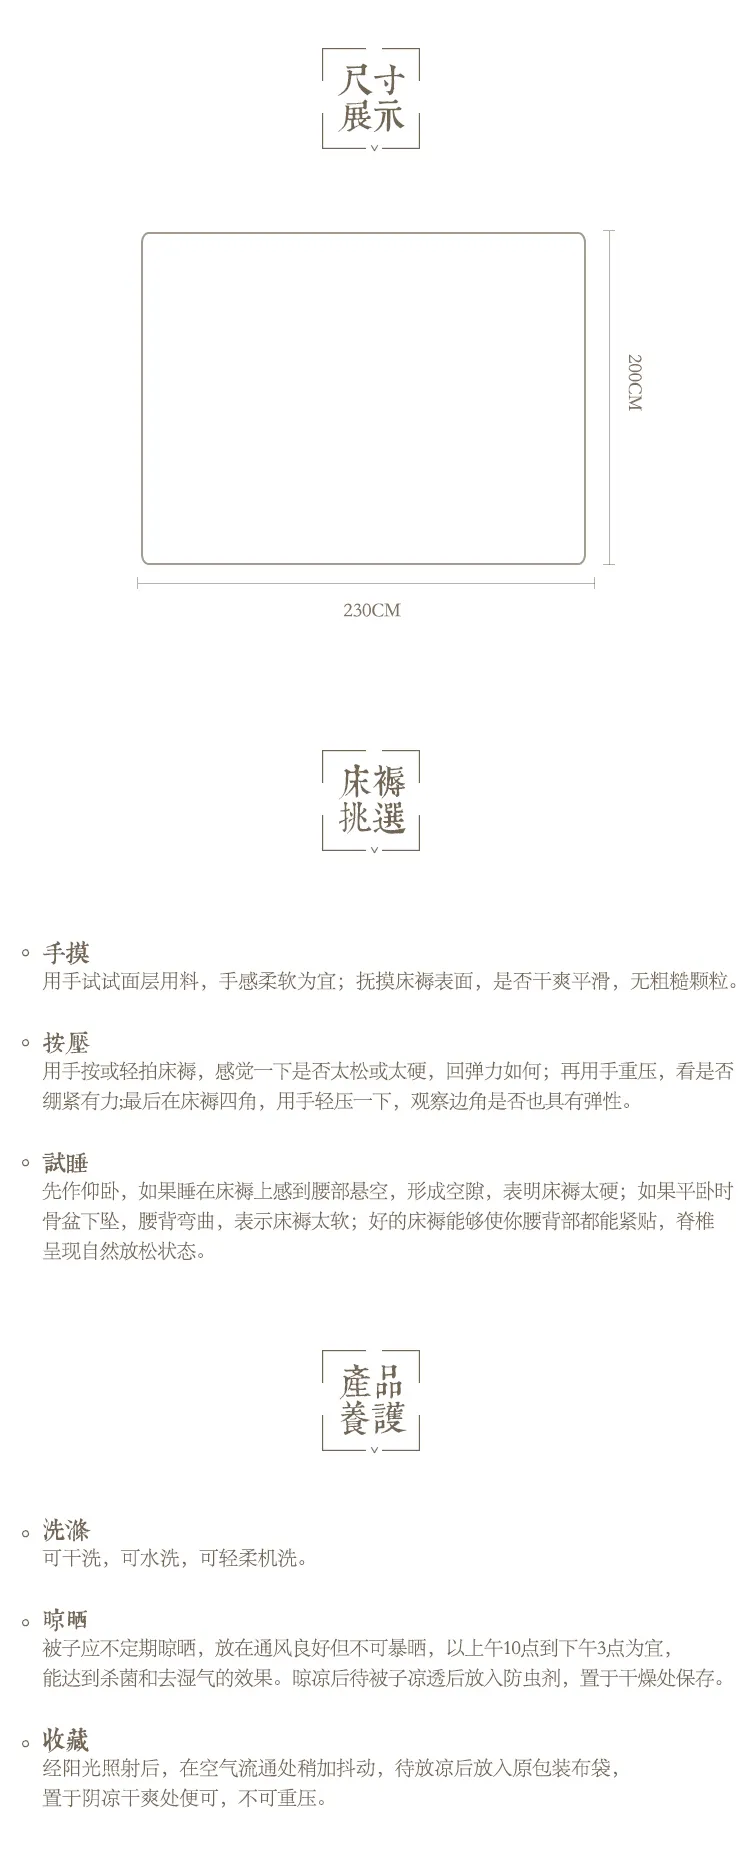 尺寸
展示
200CM
230CM
床褥
挑選
手摸
用手试试面层用料，手感柔软为宜；抚摸床褥表面，是否干爽平滑，无粗糙颗粒。
按壓
用手按或轻拍床褥，感觉一下是否太松或太硬，回弹力如何；再用手重压，看是否
绷紧有力;最后在床褥四角，用手轻压一下，观察边角是否也具有弹性。
試睡
先作仰卧，如果睡在床褥上感到腰部悬空，形成空隙，表明床褥太硬；如果平卧时
骨盆下坠，腰背弯曲，表示床褥太软；好的床褥能够使你腰背部都能紧贴，脊椎
呈现自然放松状态。
產品
養護
洗滌
可干洗，可水洗，可轻柔机洗。
晾晒
被子应不定期晾晒，放在通风良好但不可暴晒，以上午10点到下午3点为宜，
能达到杀菌和去湿气的效果。晾凉后待被子凉透后放入防虫剂，置于干燥处保存。
收藏
经阳光照射后，在空气流通处稍加抖动，待放凉后放入原包装布袋，
置于阴凉干爽处便可，不可重压。